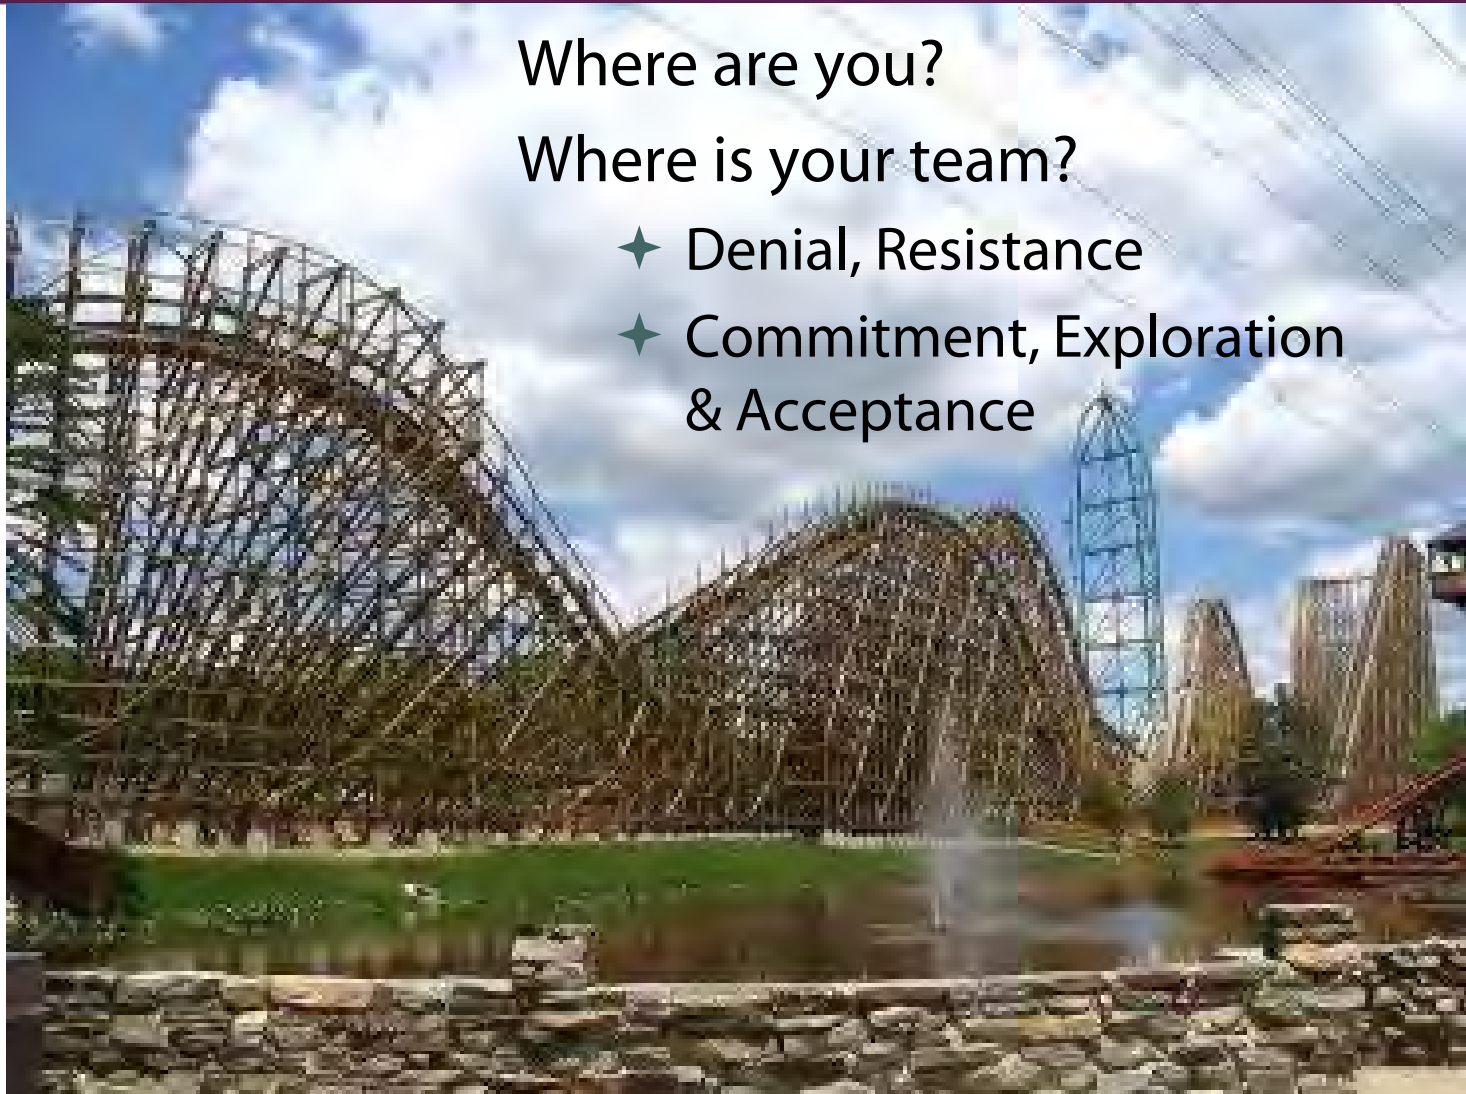 Where are you?
Where is your team?
Denial, Resistance
Commitment, Exploration
& Acceptance